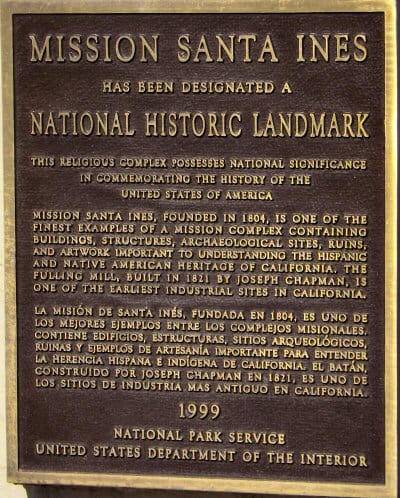 MISSION SANTA INES
HAS BEEN DESIGNATED A
NATIONAL HISTORIC LANDMARK
THIS RELIGIOUS COMPLEX POSSESSES NATIONAL SIGNIFICANCE
IN COMMEMORATING THE HISTORY OF THE
UNITED STATES OF AMERICA
MISSION SANTA INES, FOUNDED IN 1804, IS ONE OF THE
FINEST EXAMPLES OF A MISSION COMPLEX CONTAINING
BUILDINGS, STRUCTURES, ARCHAEOLOGICAL SITES, RUINS,
AND ARTWORK IMPORTANT TO UNDERSTANDING THE HISPANIC
AND NATIVE AMERICAN HERITAGE OF CALIFORNIA. THE
FULLING MILL, BUILT IN 1821 BY JOSEPH CHAPMAN, IS
ONE OF THE EARLIEST INDUSTRIAL SITES IN CALIFORNIA.
LA MISIÓN DE SANTA INÉS, FUNDADA EN 1804, ES UNO DE
LOS MEJORES EJEMPLOS ENTRE LOS COMPLEJOS MISIONALES,
CONTIENE EDIFICIOS, ESTRUCTURAS, SITIOS ARQUEOLÓGICOS,
RUINAS Y EJEMPLOS DE ARTESANÍA IMPORTANTE PARA ENTENDER
LA HERENCIA HISPANA E INDÍGENA DE CALIFORNIA. EL BATÁN,
CONSTRUIDO POR JOSEPH CHAPMAN EN 1821, ES UNO DE
LOS SITIOS DE INDUSTRIA MAS ANTIGUO EN CALIFORNIA.
1999
NATIONAL PARK SERVICE
UNITED STATES DEPARTMENT OF THE INTERIOR